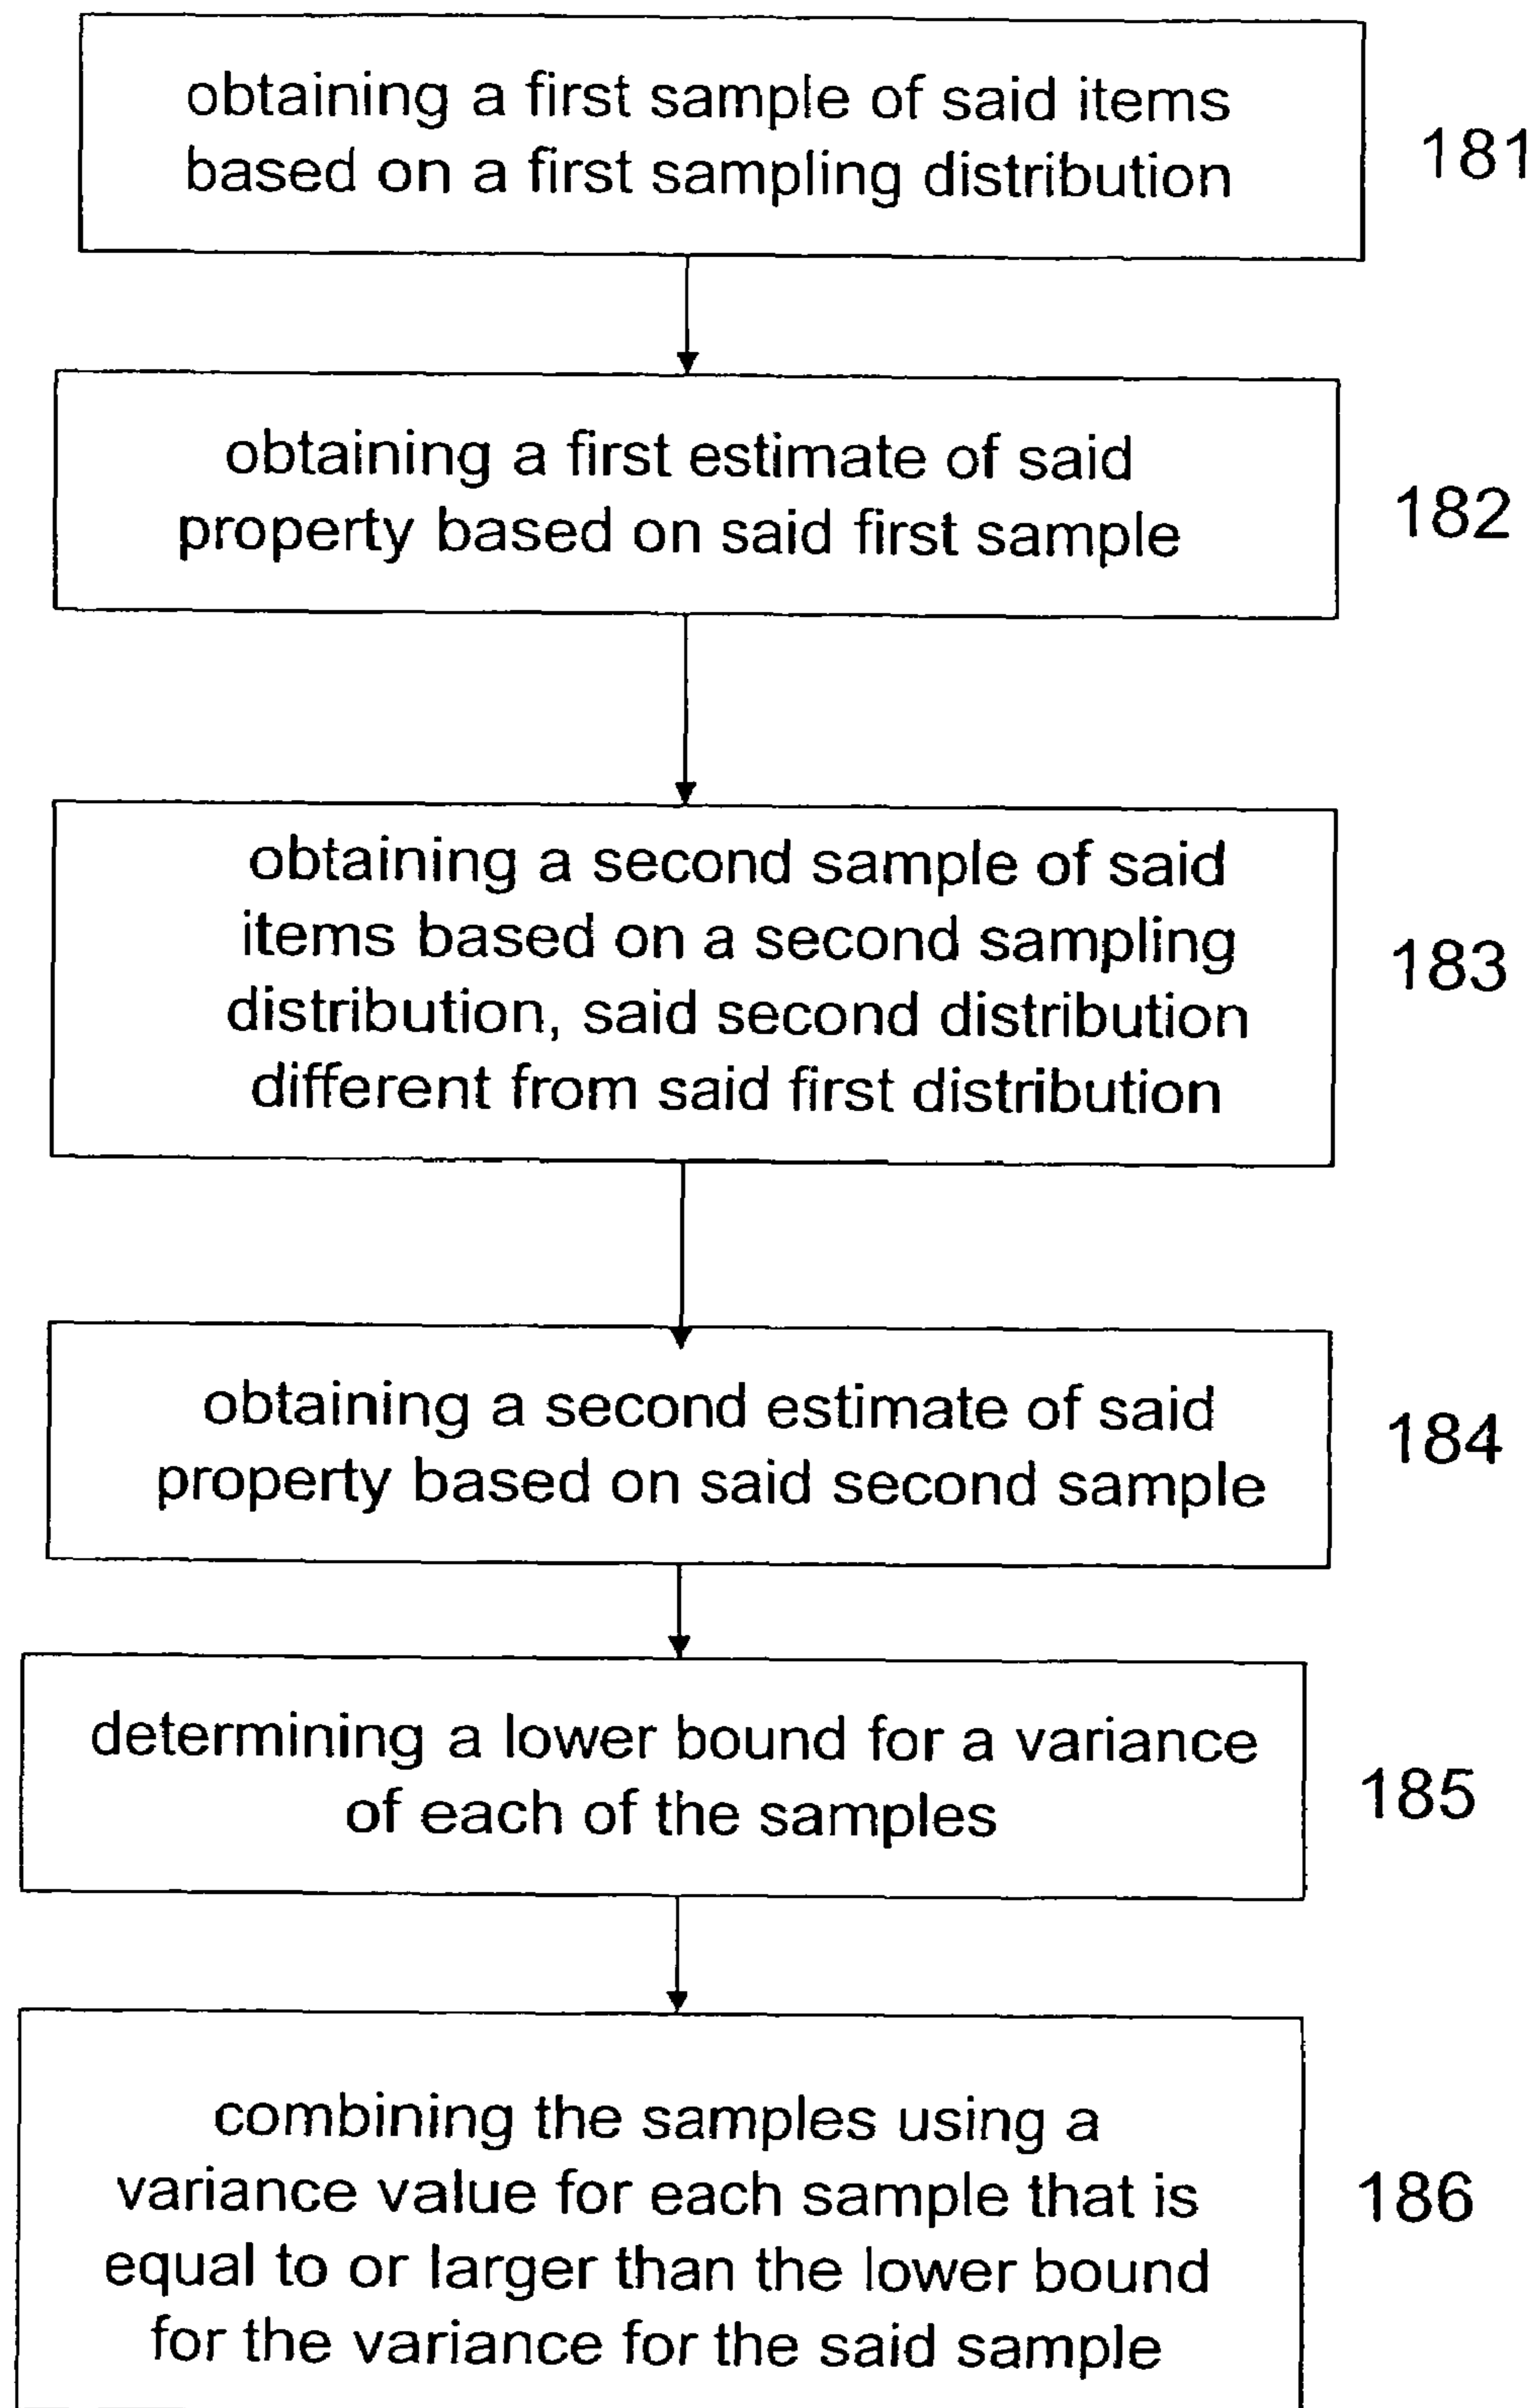 obtaining a first sample of said items
based on a first sampling distribution
181
obtaining a first estimate of said
property based on said first sample
182
obtaining a second sample of said
items based on a second sampling
distribution, said second distribution
different from said first distribution
183
obtaining a second estimate of said
property based on said second sample
184
determining a lower bound for a variance
of each of the samples
185
combining the samples using a
variance value for each sample that is
equal to or larger than the lower bound
for the variance for the said sample
186